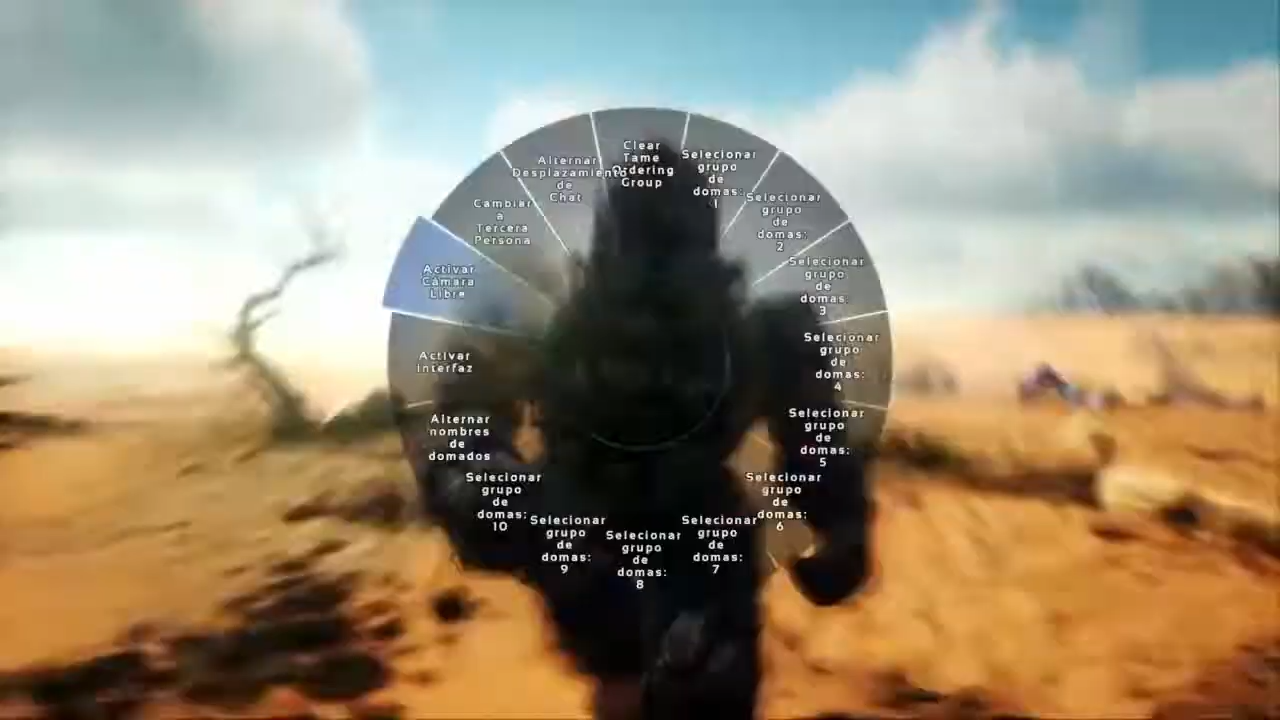 Clear
Tame
Ordering
Group
Selecionar
grupo
de
domas:
1
Selecionar
grupo
de
domas:
2
Selecionar
grupo
de
domas:
3
Selecionar
grupo
de
domas:
4
Selecionar
grupo
de
domas:
5
Selecionar
grupo
de
domas:
6
Selecionar
grupo
de
domas:
7
Selecionar
grupo
de
domas:
8
Selecionar
grupo
de
domas:
9
Selecionar
grupo
de
domas:
10
Alternar
nombres
de
domados
Activar
Interfaz
Activar
Cámara
Libre
Cambiar
a
Tercera
Persona
Alternar
Desplazamiento
de
Chat